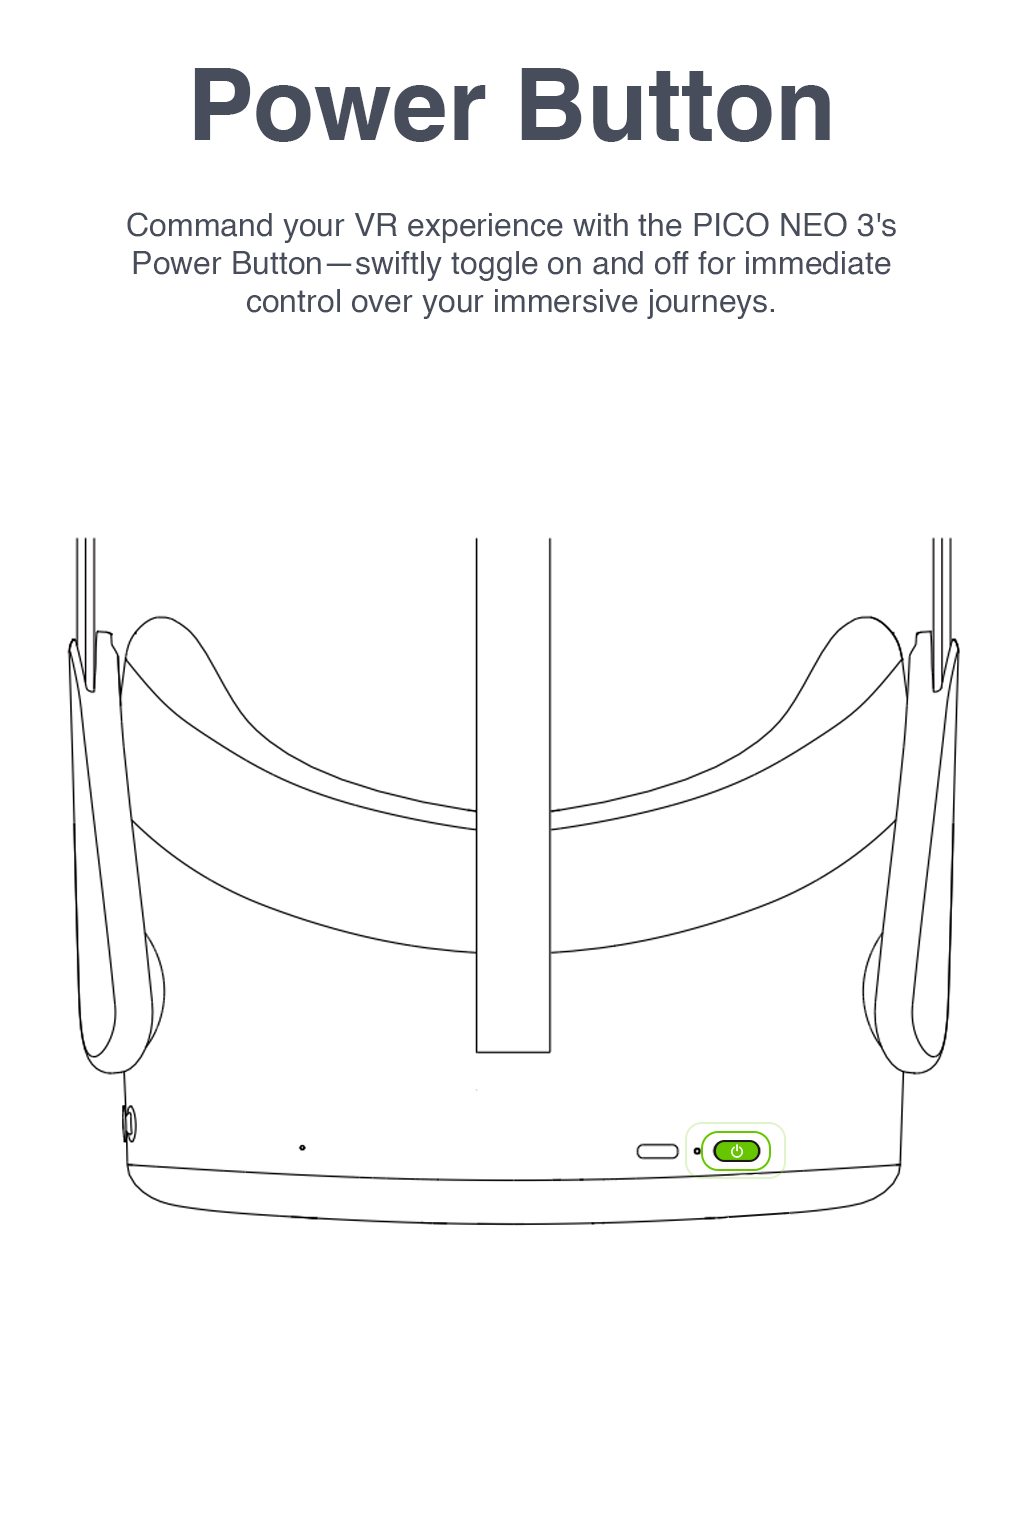 Power Button
Command your VR experience with the PICO NEO 3's
Power Button—swiftly toggle on and off for immediate
control over your immersive journeys.